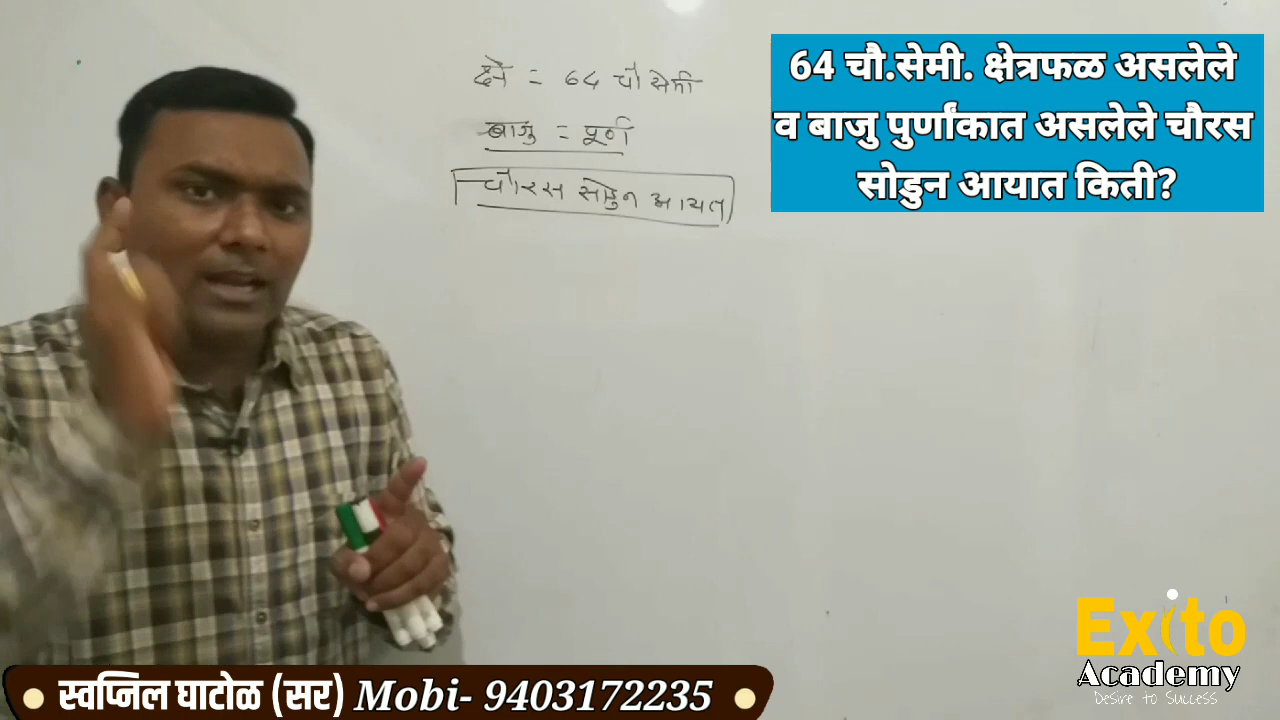 क्षे = 64 चौ सेमी
बाजु = पूर्ण
चौरस सोडुन आयत
64 चौ.सेमी. क्षेत्रफळ असलेले
व बाजु पुर्णांकात असलेले चौरस
सोडुन आयात किती?
Exito
Academy
Desire to Success
स्वप्निल घाटोळ (सर) Mobi- 9403172235